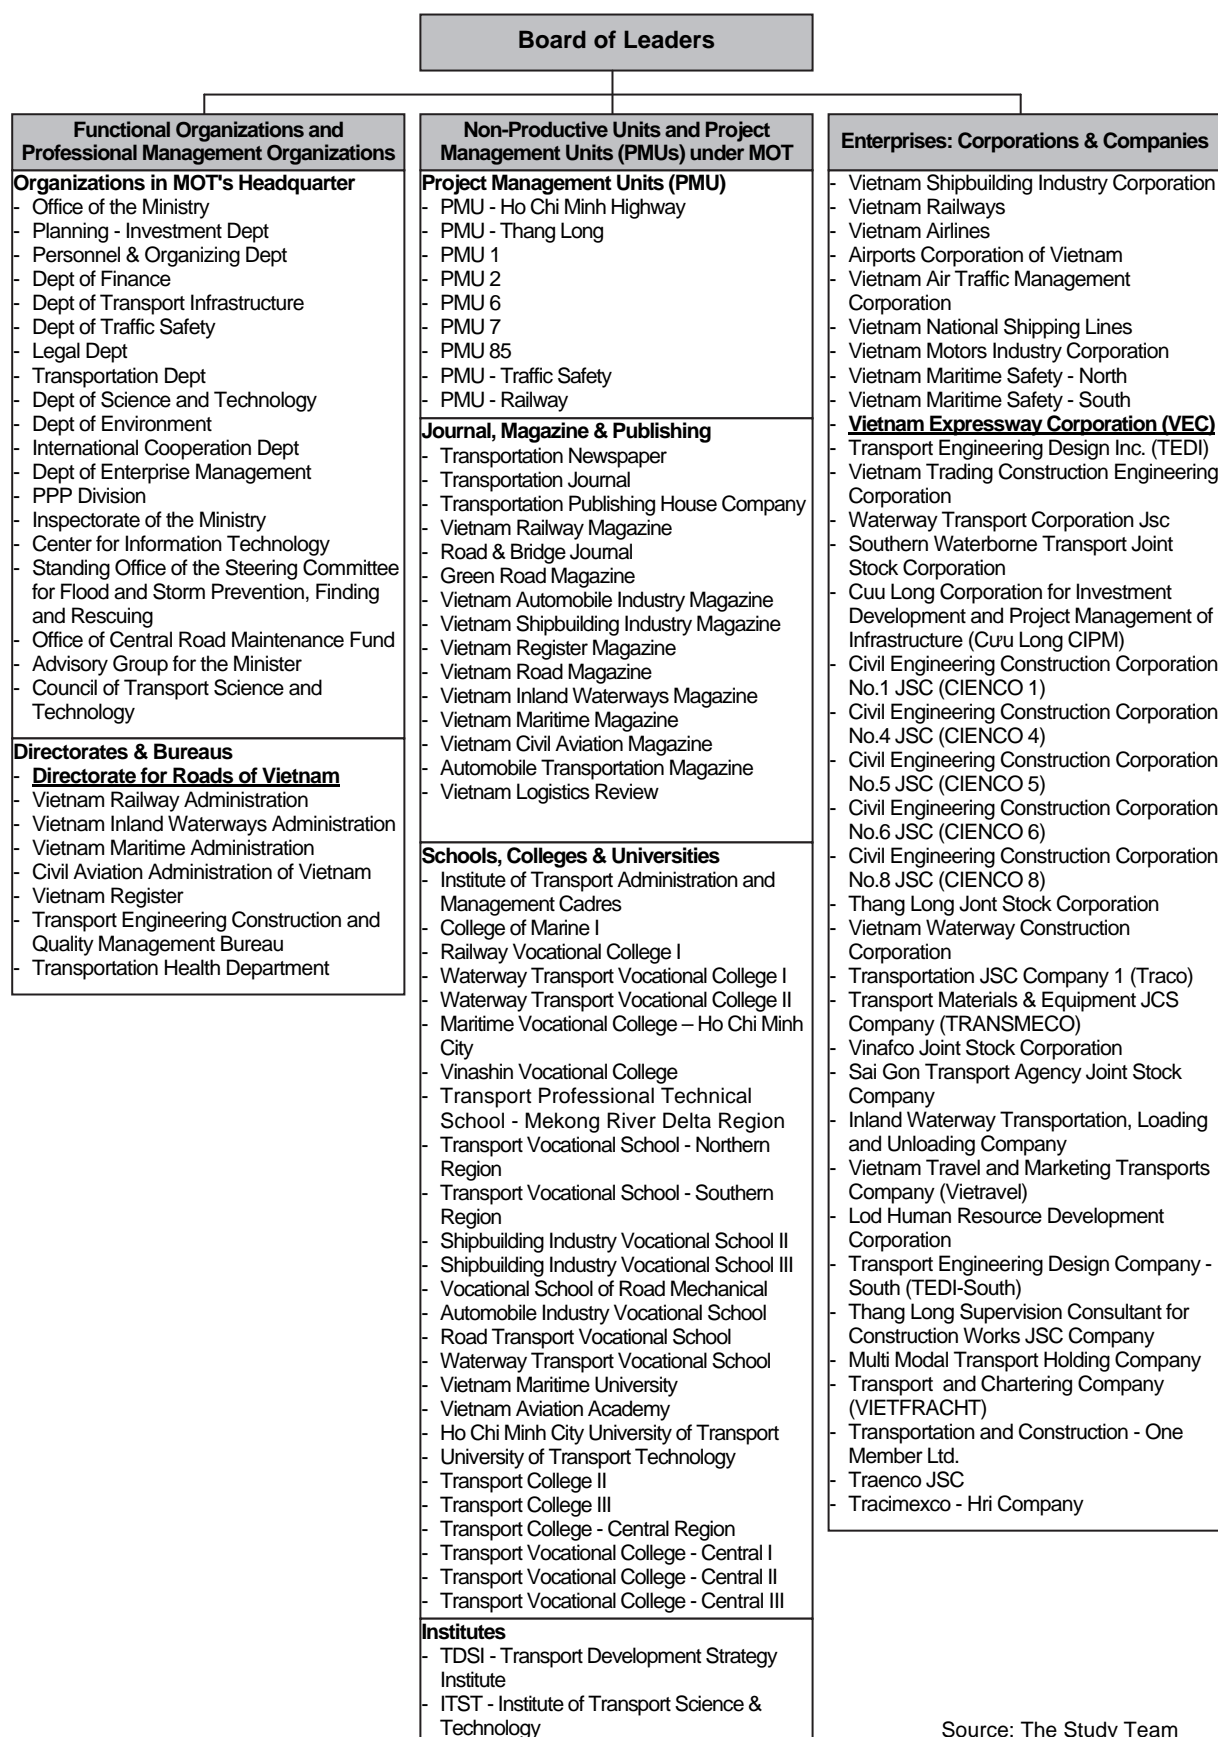 Board of Leaders
Functional Organizations and
Professional Management Organizations
Organizations in MOT's Headquarter
- Office of the Ministry
- Planning - Investment Dept
- Personnel & Organizing Dept
- Dept of Finance
- Dept of Transport Infrastructure
- Dept of Traffic Safety
- Legal Dept
- Transportation Dept
- Dept of Science and Technology
- Dept of Environment
- International Cooperation Dept
- Dept of Enterprise Management
- PPP Division
- Inspectorate of the Ministry
- Center for Information Technology
- Standing Office of the Steering Committee
for Flood and Storm Prevention, Finding
and Rescuing
- Office of Central Road Maintenance Fund
- Advisory Group for the Minister
- Council of Transport Science and
Technology
Directorates & Bureaus
- Directorate for Roads of Vietnam
- Vietnam Railway Administration
- Vietnam Inland Waterways Administration
- Vietnam Maritime Administration
- Civil Aviation Administration of Vietnam
- Vietnam Register
- Transport Engineering Construction and
Quality Management Bureau
- Transportation Health Department
Non-Productive Units and Project
Management Units (PMUs) under MOT
Project Management Units (PMU)
- PMU - Ho Chi Minh Highway
- PMU - Thang Long
- PMU 1
- PMU 2
- PMU 6
- PMU 7
- PMU 85
- PMU - Traffic Safety
- PMU - Railway
Journal, Magazine & Publishing
- Transportation Newspaper
- Transportation Journal
- Transportation Publishing House Company
- Vietnam Railway Magazine
- Road & Bridge Journal
- Green Road Magazine
- Vietnam Automobile Industry Magazine
- Vietnam Shipbuilding Industry Magazine
- Vietnam Register Magazine
- Vietnam Road Magazine
- Vietnam Inland Waterways Magazine
- Vietnam Maritime Magazine
- Vietnam Civil Aviation Magazine
- Automobile Transportation Magazine
- Vietnam Logistics Review
Schools, Colleges & Universities
- Institute of Transport Administration and
Management Cadres
- College of Marine I
- Railway Vocational College I
- Waterway Transport Vocational College I
- Waterway Transport Vocational College II
- Maritime Vocational College – Ho Chi Minh
City
- Vinashin Vocational College
- Transport Professional Technical
School - Mekong River Delta Region
- Transport Vocational School - Northern
Region
- Transport Vocational School - Southern
Region
- Shipbuilding Industry Vocational School II
- Shipbuilding Industry Vocational School III
- Vocational School of Road Mechanical
- Automobile Industry Vocational School
- Road Transport Vocational School
- Waterway Transport Vocational School
- Vietnam Maritime University
- Vietnam Aviation Academy
- Ho Chi Minh City University of Transport
- University of Transport Technology
- Transport College II
- Transport College III
- Transport College - Central Region
- Transport Vocational College - Central I
- Transport Vocational College - Central II
- Transport Vocational College - Central III
Institutes
- TDSI - Transport Development Strategy
Institute
- ITST - Institute of Transport Science &
Technology
Enterprises: Corporations & Companies
- Vietnam Shipbuilding Industry Corporation
- Vietnam Railways
- Vietnam Airlines
- Airports Corporation of Vietnam
- Vietnam Air Traffic Management
Corporation
- Vietnam National Shipping Lines
- Vietnam Motors Industry Corporation
- Vietnam Maritime Safety - North
- Vietnam Maritime Safety - South
- Vietnam Expressway Corporation (VEC)
- Transport Engineering Design Inc. (TEDI)
- Vietnam Trading Construction Engineering
Corporation
- Waterway Transport Corporation Jsc
- Southern Waterborne Transport Joint
Stock Corporation
- Cuu Long Corporation for Investment
Development and Project Management of
Infrastructure (Cưu Long CIPM)
- Civil Engineering Construction Corporation
No.1 JSC (CIENCO 1)
- Civil Engineering Construction Corporation
No.4 JSC (CIENCO 4)
- Civil Engineering Construction Corporation
No.5 JSC (CIENCO 5)
- Civil Engineering Construction Corporation
No.6 JSC (CIENCO 6)
- Civil Engineering Construction Corporation
No.8 JSC (CIENCO 8)
- Thang Long Jont Stock Corporation
- Vietnam Waterway Construction
Corporation
- Transportation JSC Company 1 (Traco)
- Transport Materials & Equipment JCS
Company (TRANSMECO)
- Vinafco Joint Stock Corporation
- Sai Gon Transport Agency Joint Stock
Company
- Inland Waterway Transportation, Loading
and Unloading Company
- Vietnam Travel and Marketing Transports
Company (Vietravel)
- Lod Human Resource Development
Corporation
- Transport Engineering Design Company -
South (TEDI-South)
- Thang Long Supervision Consultant for
Construction Works JSC Company
- Multi Modal Transport Holding Company
- Transport and Chartering Company
(VIETFRACHT)
- Transportation and Construction - One
Member Ltd.
- Traenco JSC
- Tracimexco - Hri Company
Source: The Study Team